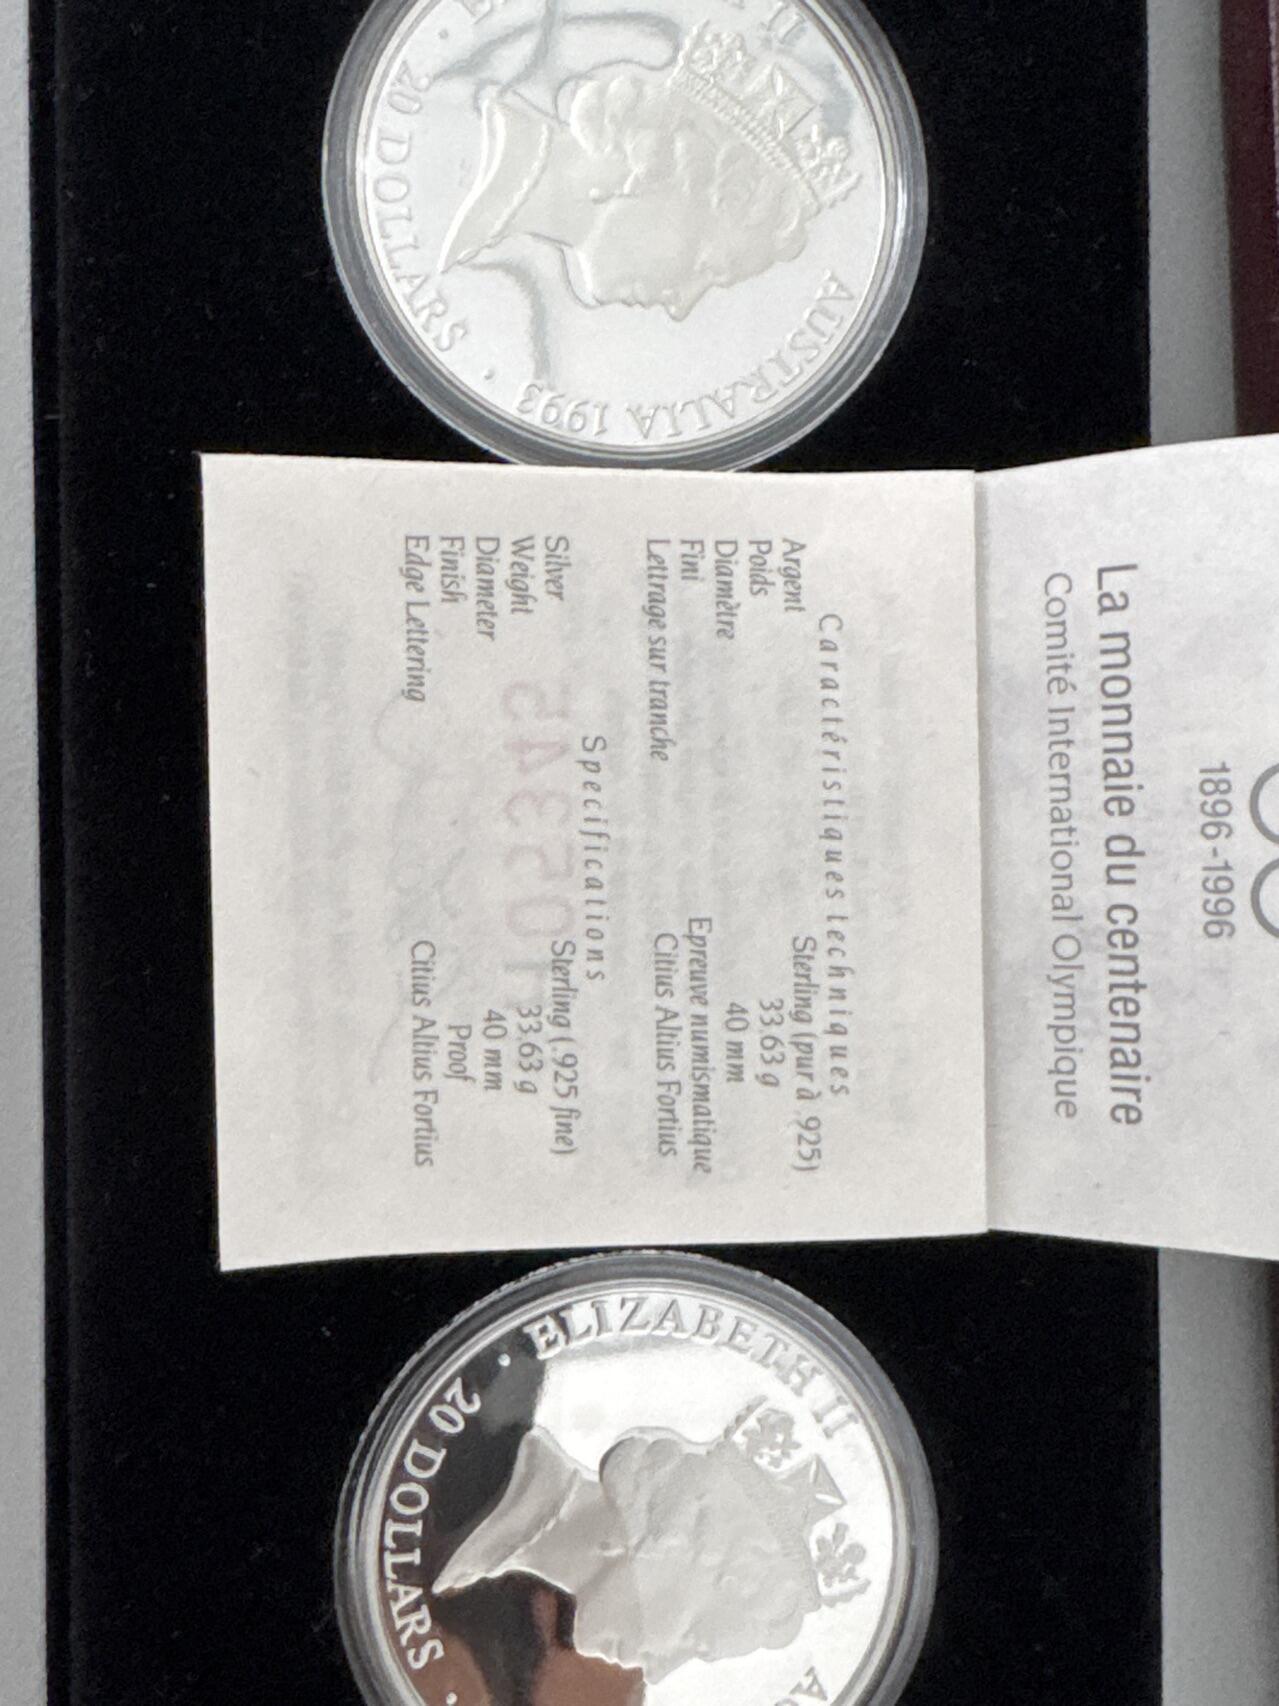 1896-1996
La monnaie du centenaire
Comité International Olympique
Caractéristiques techniques
Argent Sterling (pur à .925)
Poids 33.63 g
Diamètre 40 mm
Fini Epreuve numismatique
Lettrage sur tranche Citius Altius Fortius
Specifications
Silver Sterling (.925 fine)
Weight 33.63 g
Diameter 40 mm
Finish Proof
Edge Lettering Citius Altius Fortius
II AUSTRALIA 1993
20 DOLLARS
ELIZABETH II
20 DOLLARS